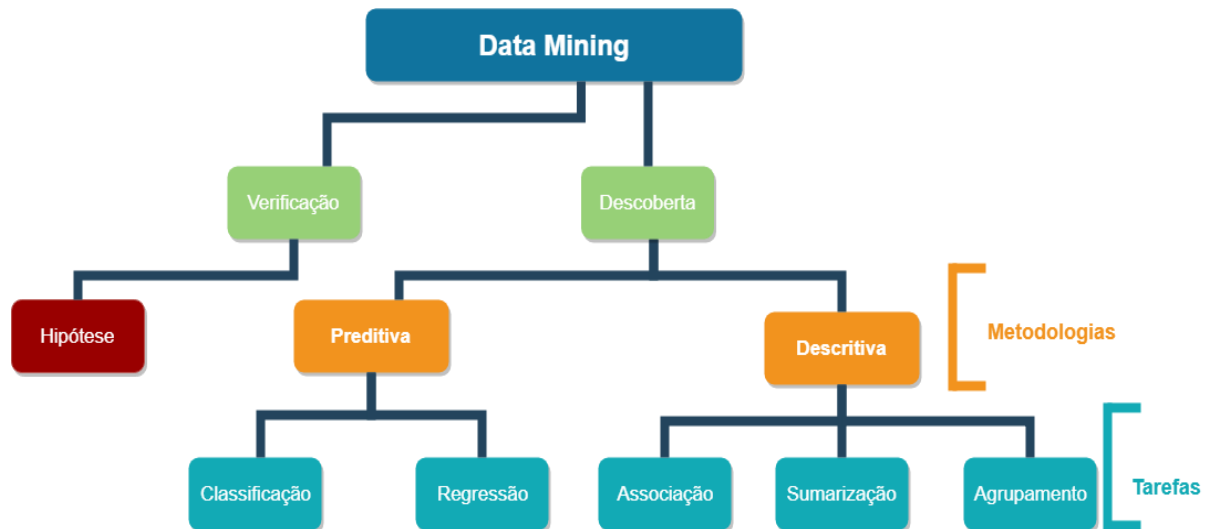 Data Mining
Verificação
Descoberta
Hipótese
Preditiva
Descritiva
Metodologias
Classificação
Regressão
Associação
Sumarização
Agrupamento
Tarefas